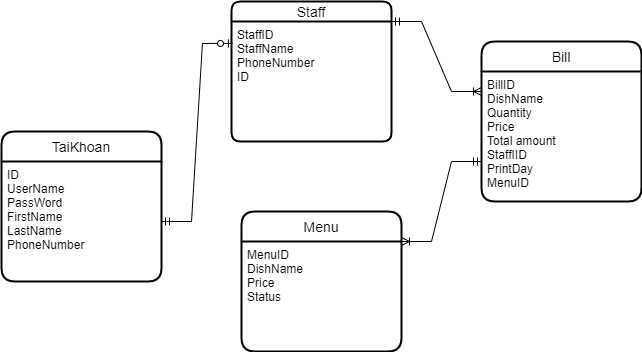 Staff
StaffID
StaffName
PhoneNumber
ID
Bill
BillID
DishName
Quantity
Price
Total amount
StaffIID
PrintDay
MenuID
TaiKhoan
ID
UserName
PassWord
FirstName
LastName
PhoneNumber
Menu
MenuID
DishName
Price
Status